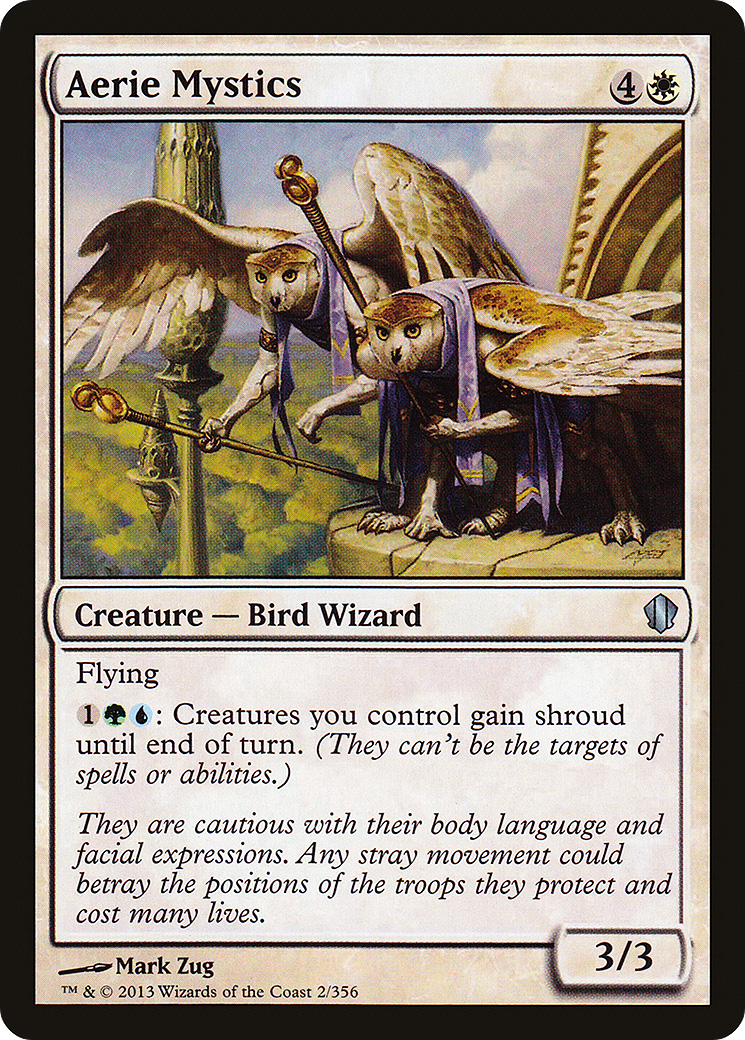 Aerie Mystics
4
Creature — Bird Wizard
Flying
1 : Creatures you control gain shroud
until end of turn. (They can't be the targets of
spells or abilities.)
They are cautious with their body language and
facial expressions. Any stray movement could
betray the positions of the troops they protect and
cost many lives.
3/3
Mark Zug
™ & © 2013 Wizards of the Coast 2/356